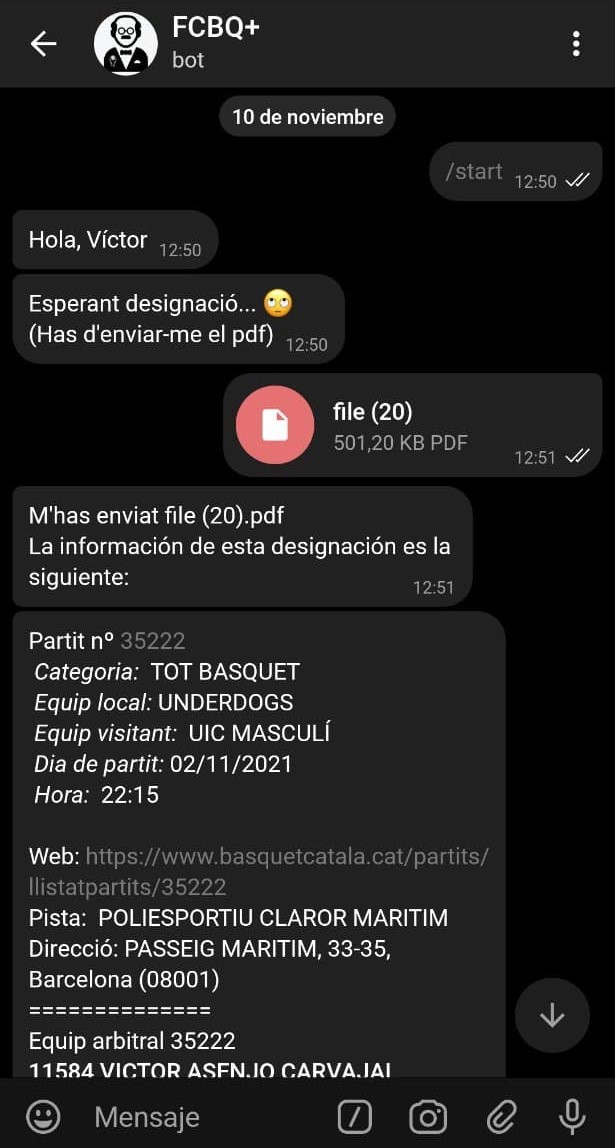 FCBQ+
bot
10 de noviembre
/start 12:50
Hola, Víctor 12:50
Esperant designació... 🙄
(Has d'enviar-me el pdf) 12:50
file (20)
501,20 KB PDF
12:51
M'has enviat file (20).pdf
La información de esta designación es la
siguiente:
12:51
Partit nº 35222
Categoria: TOT BASQUET
Equip local: UNDERDOGS
Equip visitant: UIC MASCULÍ
Dia de partit: 02/11/2021
Hora: 22:15
Web: https://www.basquetcatala.cat/partits/
llistatpartits/35222
Pista: POLIESPORTIU CLAROR MARITIM
Direcció: PASSEIG MARITIM, 33-35,
Barcelona (08001)
==============
Equip arbitral 35222
11584 VICTOR ASENJO CARVAJAL
Mensaje